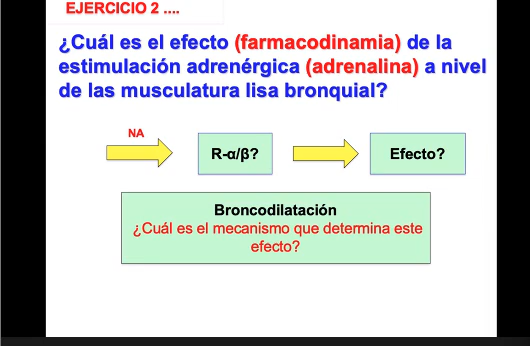 EJERCICIO 2 ....
¿Cuál es el efecto (farmacodinamia) de la
estimulación adrenérgica (adrenalina) a nivel
de las musculatura lisa bronquial?
NA
R-α/β?
Efecto?
Broncodilatación
¿Cuál es el mecanismo que determina este
efecto?